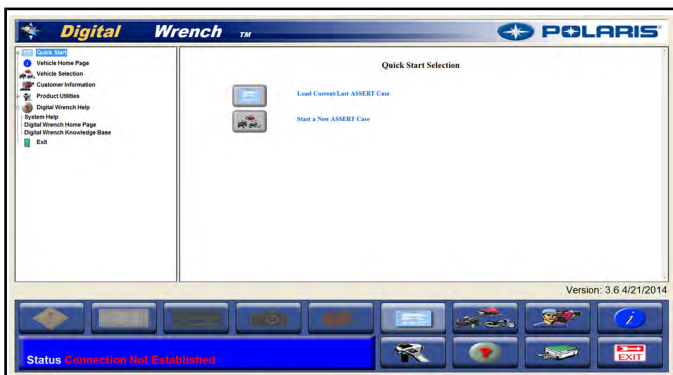 Digital Wrench TM
POLARIS
Quick Start
Vehicle Home Page
Vehicle Selection
Customer Information
Product Utilities
Digital Wrench Help
System Help
Digital Wrench Home Page
Digital Wrench Knowledge Base
Exit
Quick Start Selection
Load Current/Last ASSERT Case
Start a New ASSERT Case
Version: 3.6 4/21/2014
Status Connection Not Established
EXIT